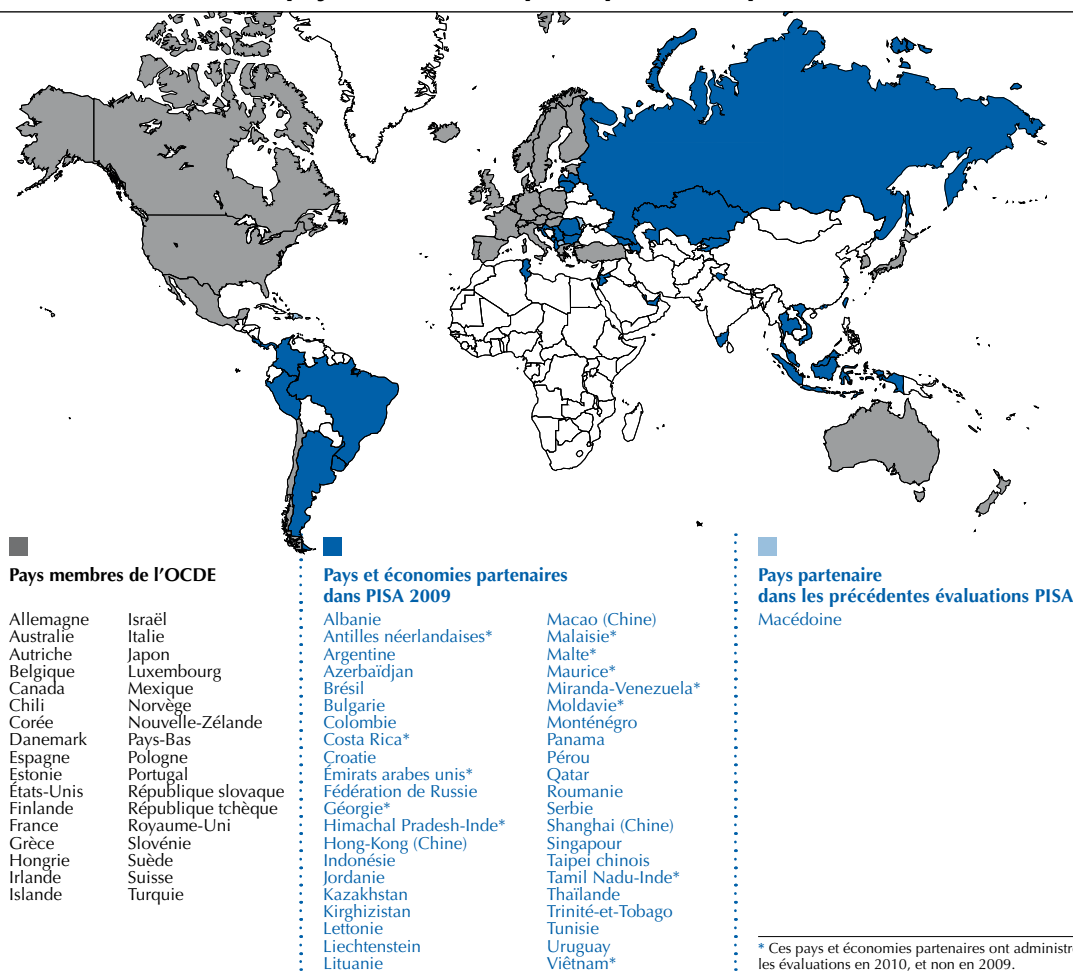 Pays membres de l'OCDE
Allemagne
Australie
Autriche
Belgique
Canada
Chili
Corée
Danemark
Espagne
Estonie
États-Unis
Finlande
France
Grèce
Hongrie
Irlande
Islande
Israël
Italie
Japon
Luxembourg
Mexique
Norvège
Nouvelle-Zélande
Pays-Bas
Pologne
Portugal
République slovaque
République tchèque
Royaume-Uni
Slovénie
Suède
Suisse
Turquie
Pays et économies partenaires
dans PISA 2009
Albanie
Antilles néerlandaises*
Argentine
Azerbaïdjan
Brésil
Bulgarie
Colombie
Costa Rica*
Croatie
Émirats arabes unis*
Fédération de Russie
Géorgie*
Himachal Pradesh-Inde*
Hong-Kong (Chine)
Indonésie
Jordanie
Kazakhstan
Kirghizistan
Lettonie
Liechtenstein
Lituanie
Macao (Chine)
Malaisie*
Malte*
Maurice*
Miranda-Venezuela*
Moldavie*
Monténégro
Panama
Pérou
Qatar
Roumanie
Serbie
Shanghai (Chine)
Singapour
Taipei chinois
Tamil Nadu-Inde*
Thaïlande
Trinité-et-Tobago
Tunisie
Uruguay
Viêtnam*
Pays partenaire
dans les précédentes évaluations PISA
Macédoine
* Ces pays et économies partenaires ont administr
les évaluations en 2010, et non en 2009.